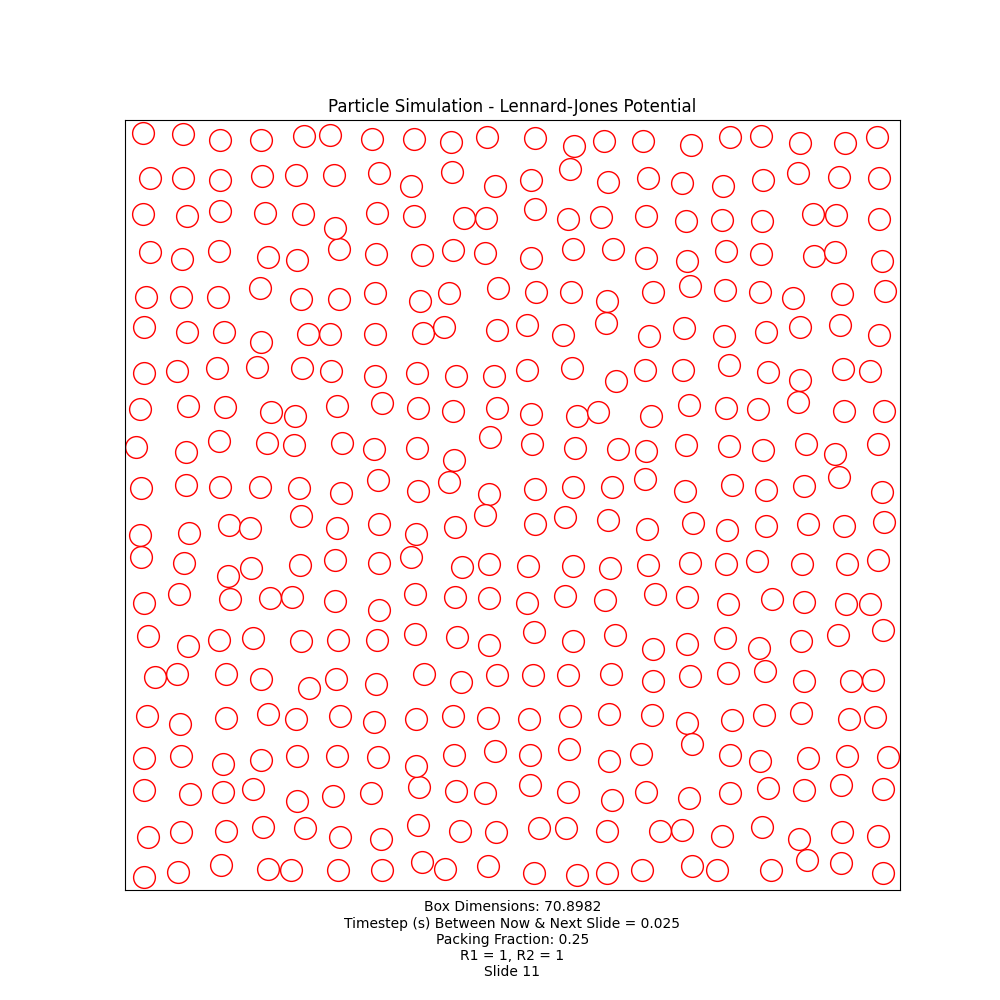 Particle Simulation - Lennard-Jones Potential
Box Dimensions: 70.8982
Timestep (s) Between Now & Next Slide = 0.025
Packing Fraction: 0.25
R1 = 1, R2 = 1
Slide 11